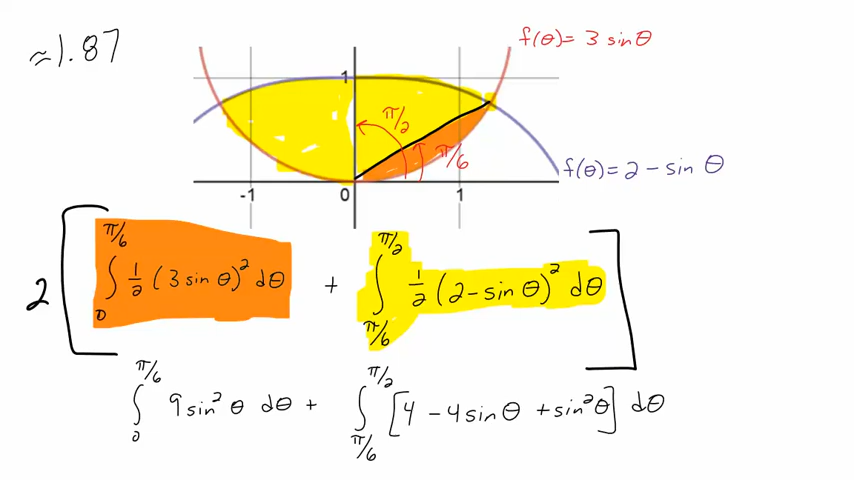 ≈1.87
f(θ) = 3 sin θ
1
π/2
π/6
f(θ) = 2 − sin θ
-1 0 1
2 [ ∫₀^{π/6} ½ (3 sin θ)² dθ + ∫_{π/6}^{π/2} ½ (2 − sin θ)² dθ ]
∫₀^{π/6} 9 sin² θ dθ + ∫_{π/6}^{π/2} [4 − 4 sin θ + sin² θ] dθ